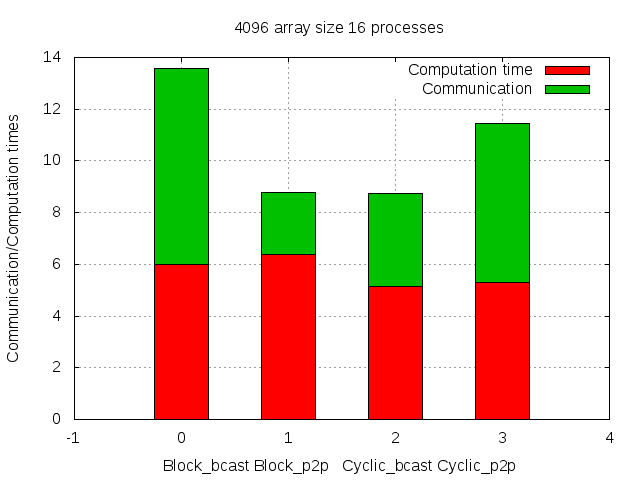 4096 array size 16 processes
Computation time
Communication
Communication/Computation times
14
12
10
8
6
4
2
0
-1 0 1 2 3 4
Block_bcast Block_p2p Cyclic_bcast Cyclic_p2p